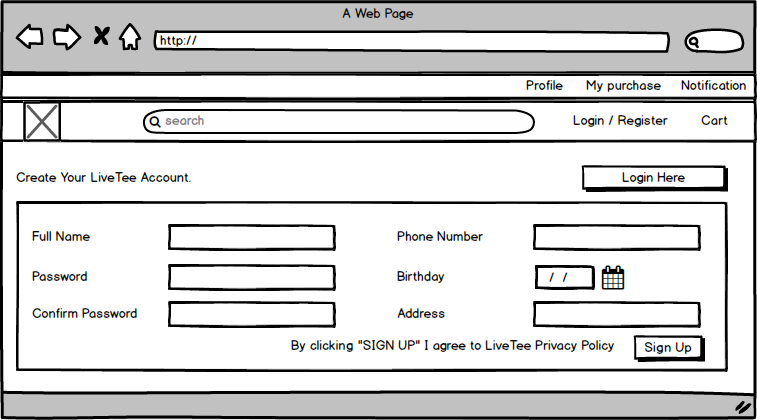 A Web Page
http://
Profile My purchase Notification
search Login / Register Cart
Create Your LiveTee Account. Login Here
Full Name Phone Number
Password Birthday / /
Confirm Password Address
By clicking "SIGN UP" I agree to LiveTee Privacy Policy Sign Up